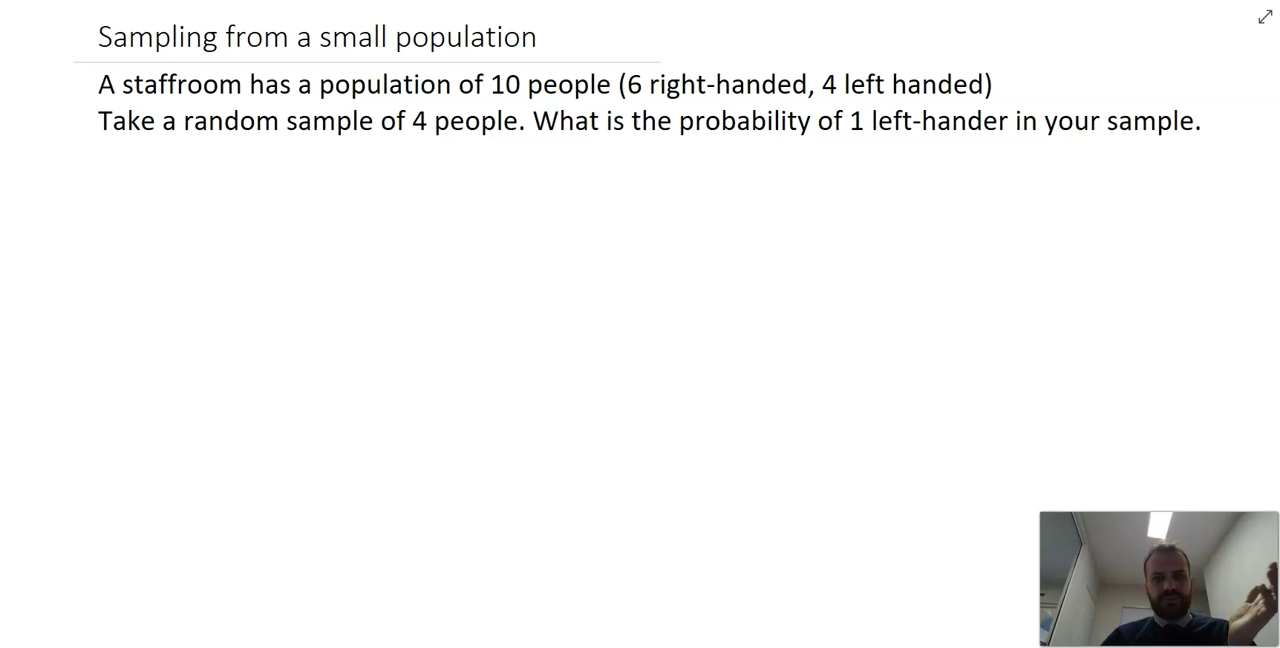 Sampling from a small population
A staffroom has a population of 10 people (6 right-handed, 4 left handed)
Take a random sample of 4 people. What is the probability of 1 left-hander in your sample.